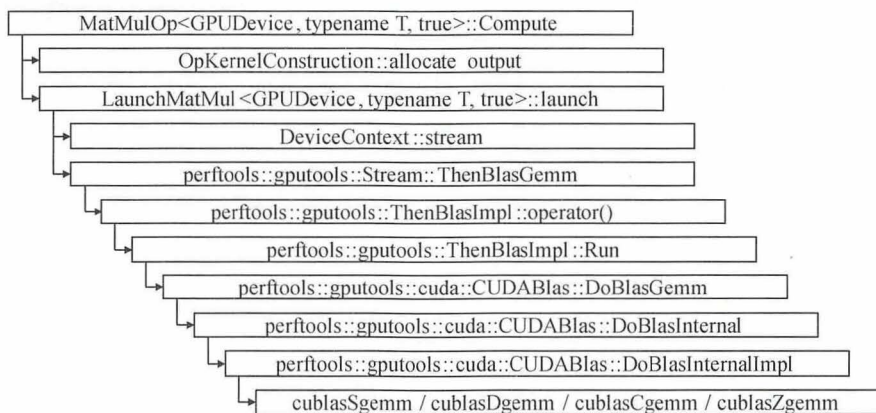 MatMulOp<GPUDevice, typename T, true>::Compute
OpKernelConstruction::allocate output
LaunchMatMul<GPUDevice, typename T, true>::launch
DeviceContext::stream
perftools::gputools::Stream::ThenBlasGemm
perftools::gputools::ThenBlasImpl::operator()
perftools::gputools::ThenBlasImpl::Run
perftools::gputools::cuda::CUDABlas::DoBlasGemm
perftools::gputools::cuda::CUDABlas::DoBlasInternal
perftools::gputools::cuda::CUDABlas::DoBlasInternalImpl
cublasSgemm / cublasDgemm / cublasCgemm / cublasZgemm